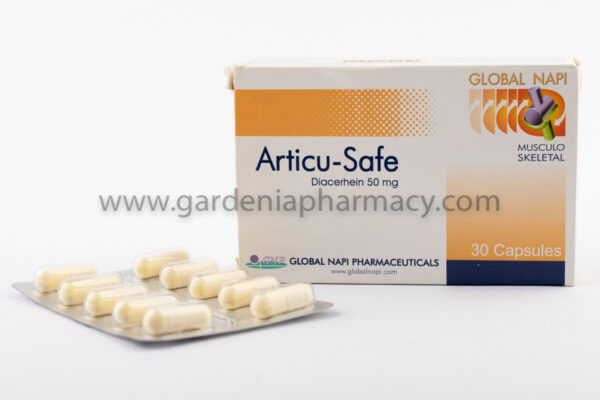 GLOBAL NAPI
MUSCULO
SKELETAL
Articu-Safe
Diacerhein 50 mg
www.gardeniapharmacy.com
30 Capsules
GNP GLOBAL NAPI PHARMACEUTICALS
www.globalnapi.com